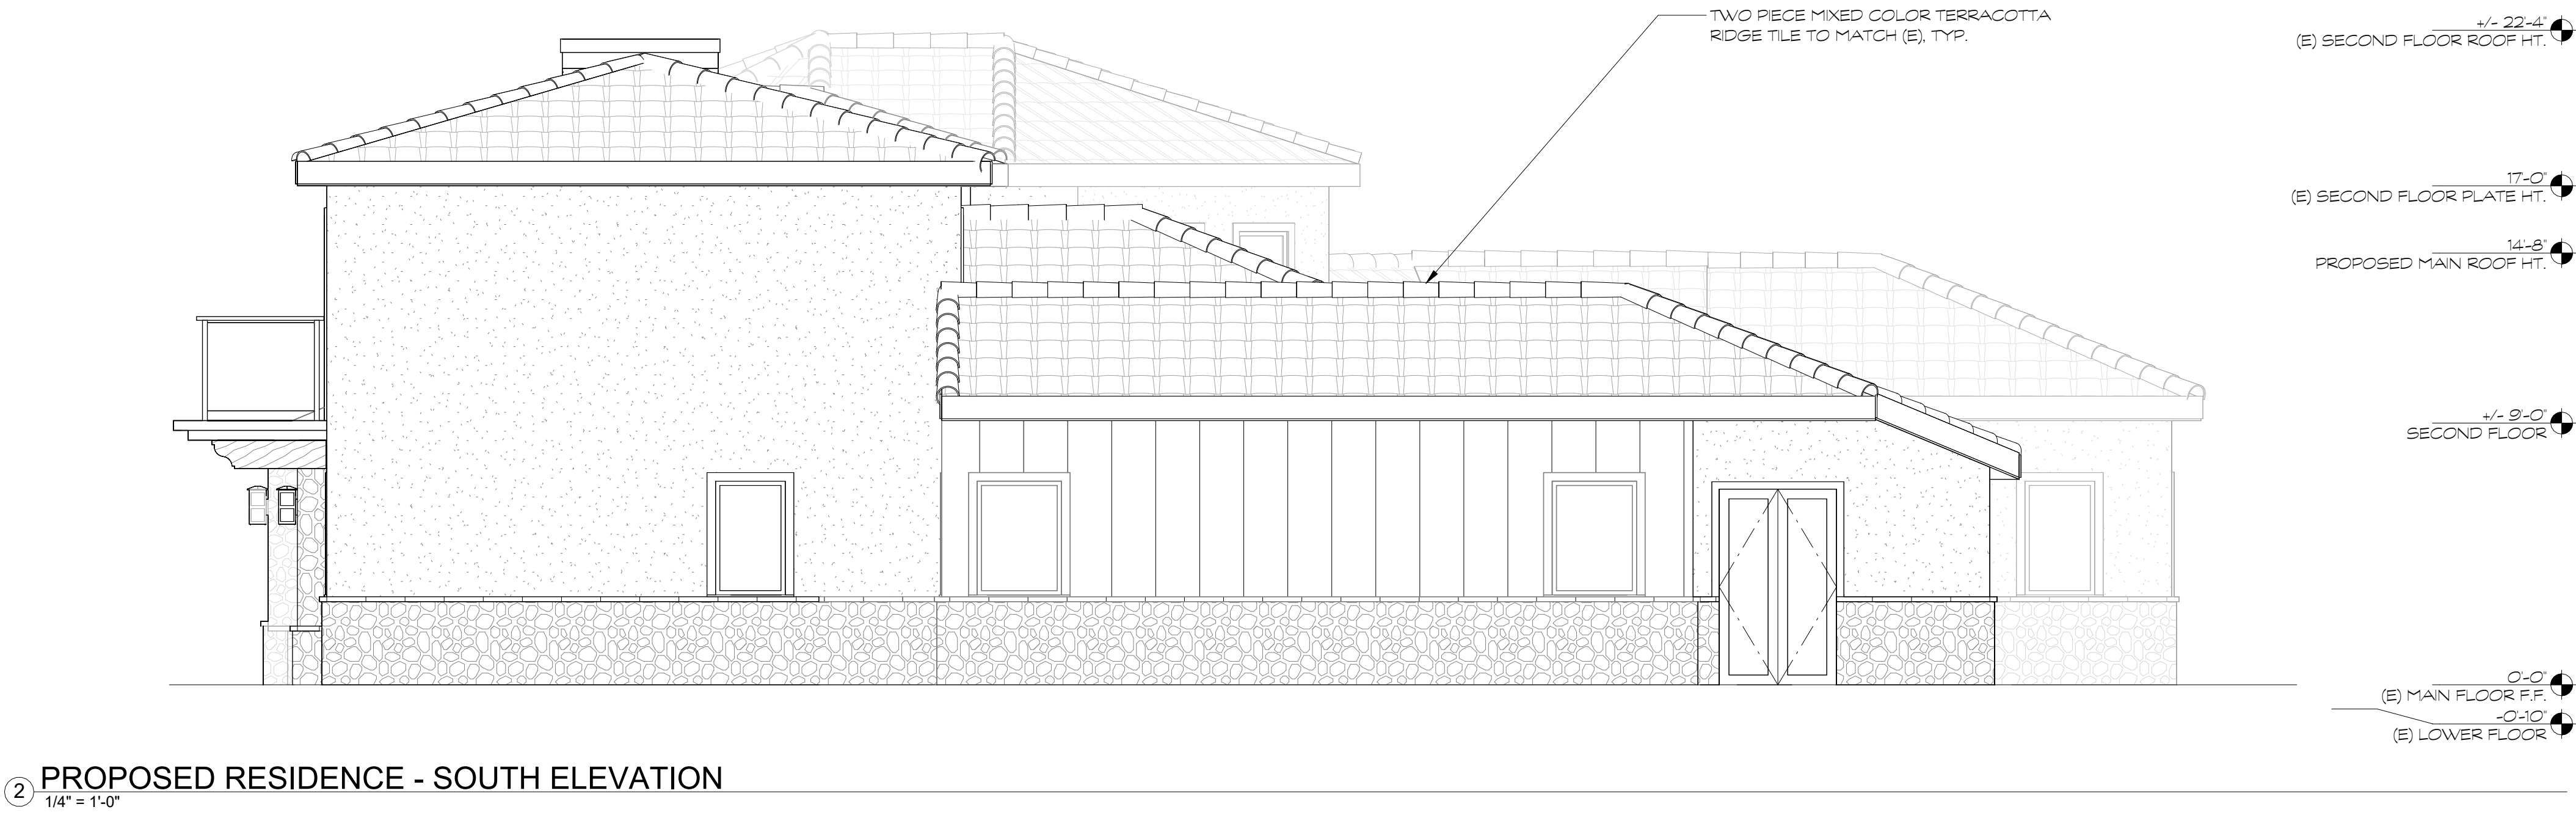 TWO PIECE MIXED COLOR TERRACOTTA
RIDGE TILE TO MATCH (E), TYP.
+/- 22'-4"
(E) SECOND FLOOR ROOF HT.
17'-0"
(E) SECOND FLOOR PLATE HT.
14'-8"
PROPOSED MAIN ROOF HT.
+/- 9'-0"
SECOND FLOOR
0'-0"
(E) MAIN FLOOR F.F.
-0'-10"
(E) LOWER FLOOR
2
PROPOSED RESIDENCE - SOUTH ELEVATION
1/4" = 1'-0"